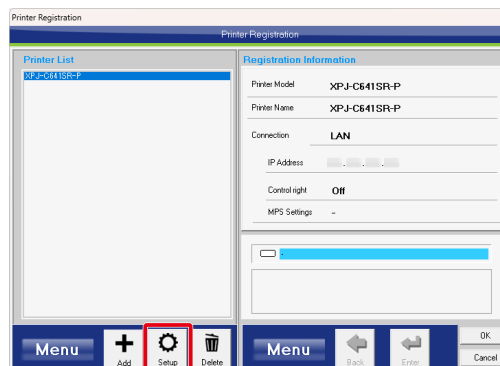 Printer Registration
Printer Registration
Printer List
XPJ-C641SR-P
Menu
Add
Setup
Delete
Registration Information
Printer Model XPJ-C641SR-P
Printer Name XPJ-C641SR-P
Connection LAN
IP Address . . .
Control right Off
MPS Settings -
-
Menu
Back
Enter
OK
Cancel